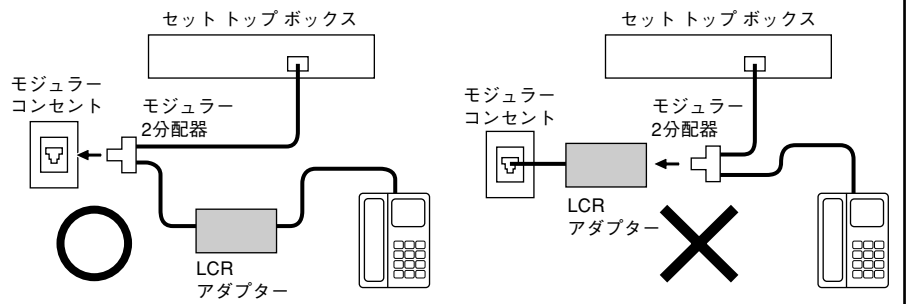 セット トップ ボックス
モジュラー
コンセント
モジュラー
2分配器
LCR
アダプター
セット トップ ボックス
モジュラー
コンセント
モジュラー
2分配器
LCR
アダプター